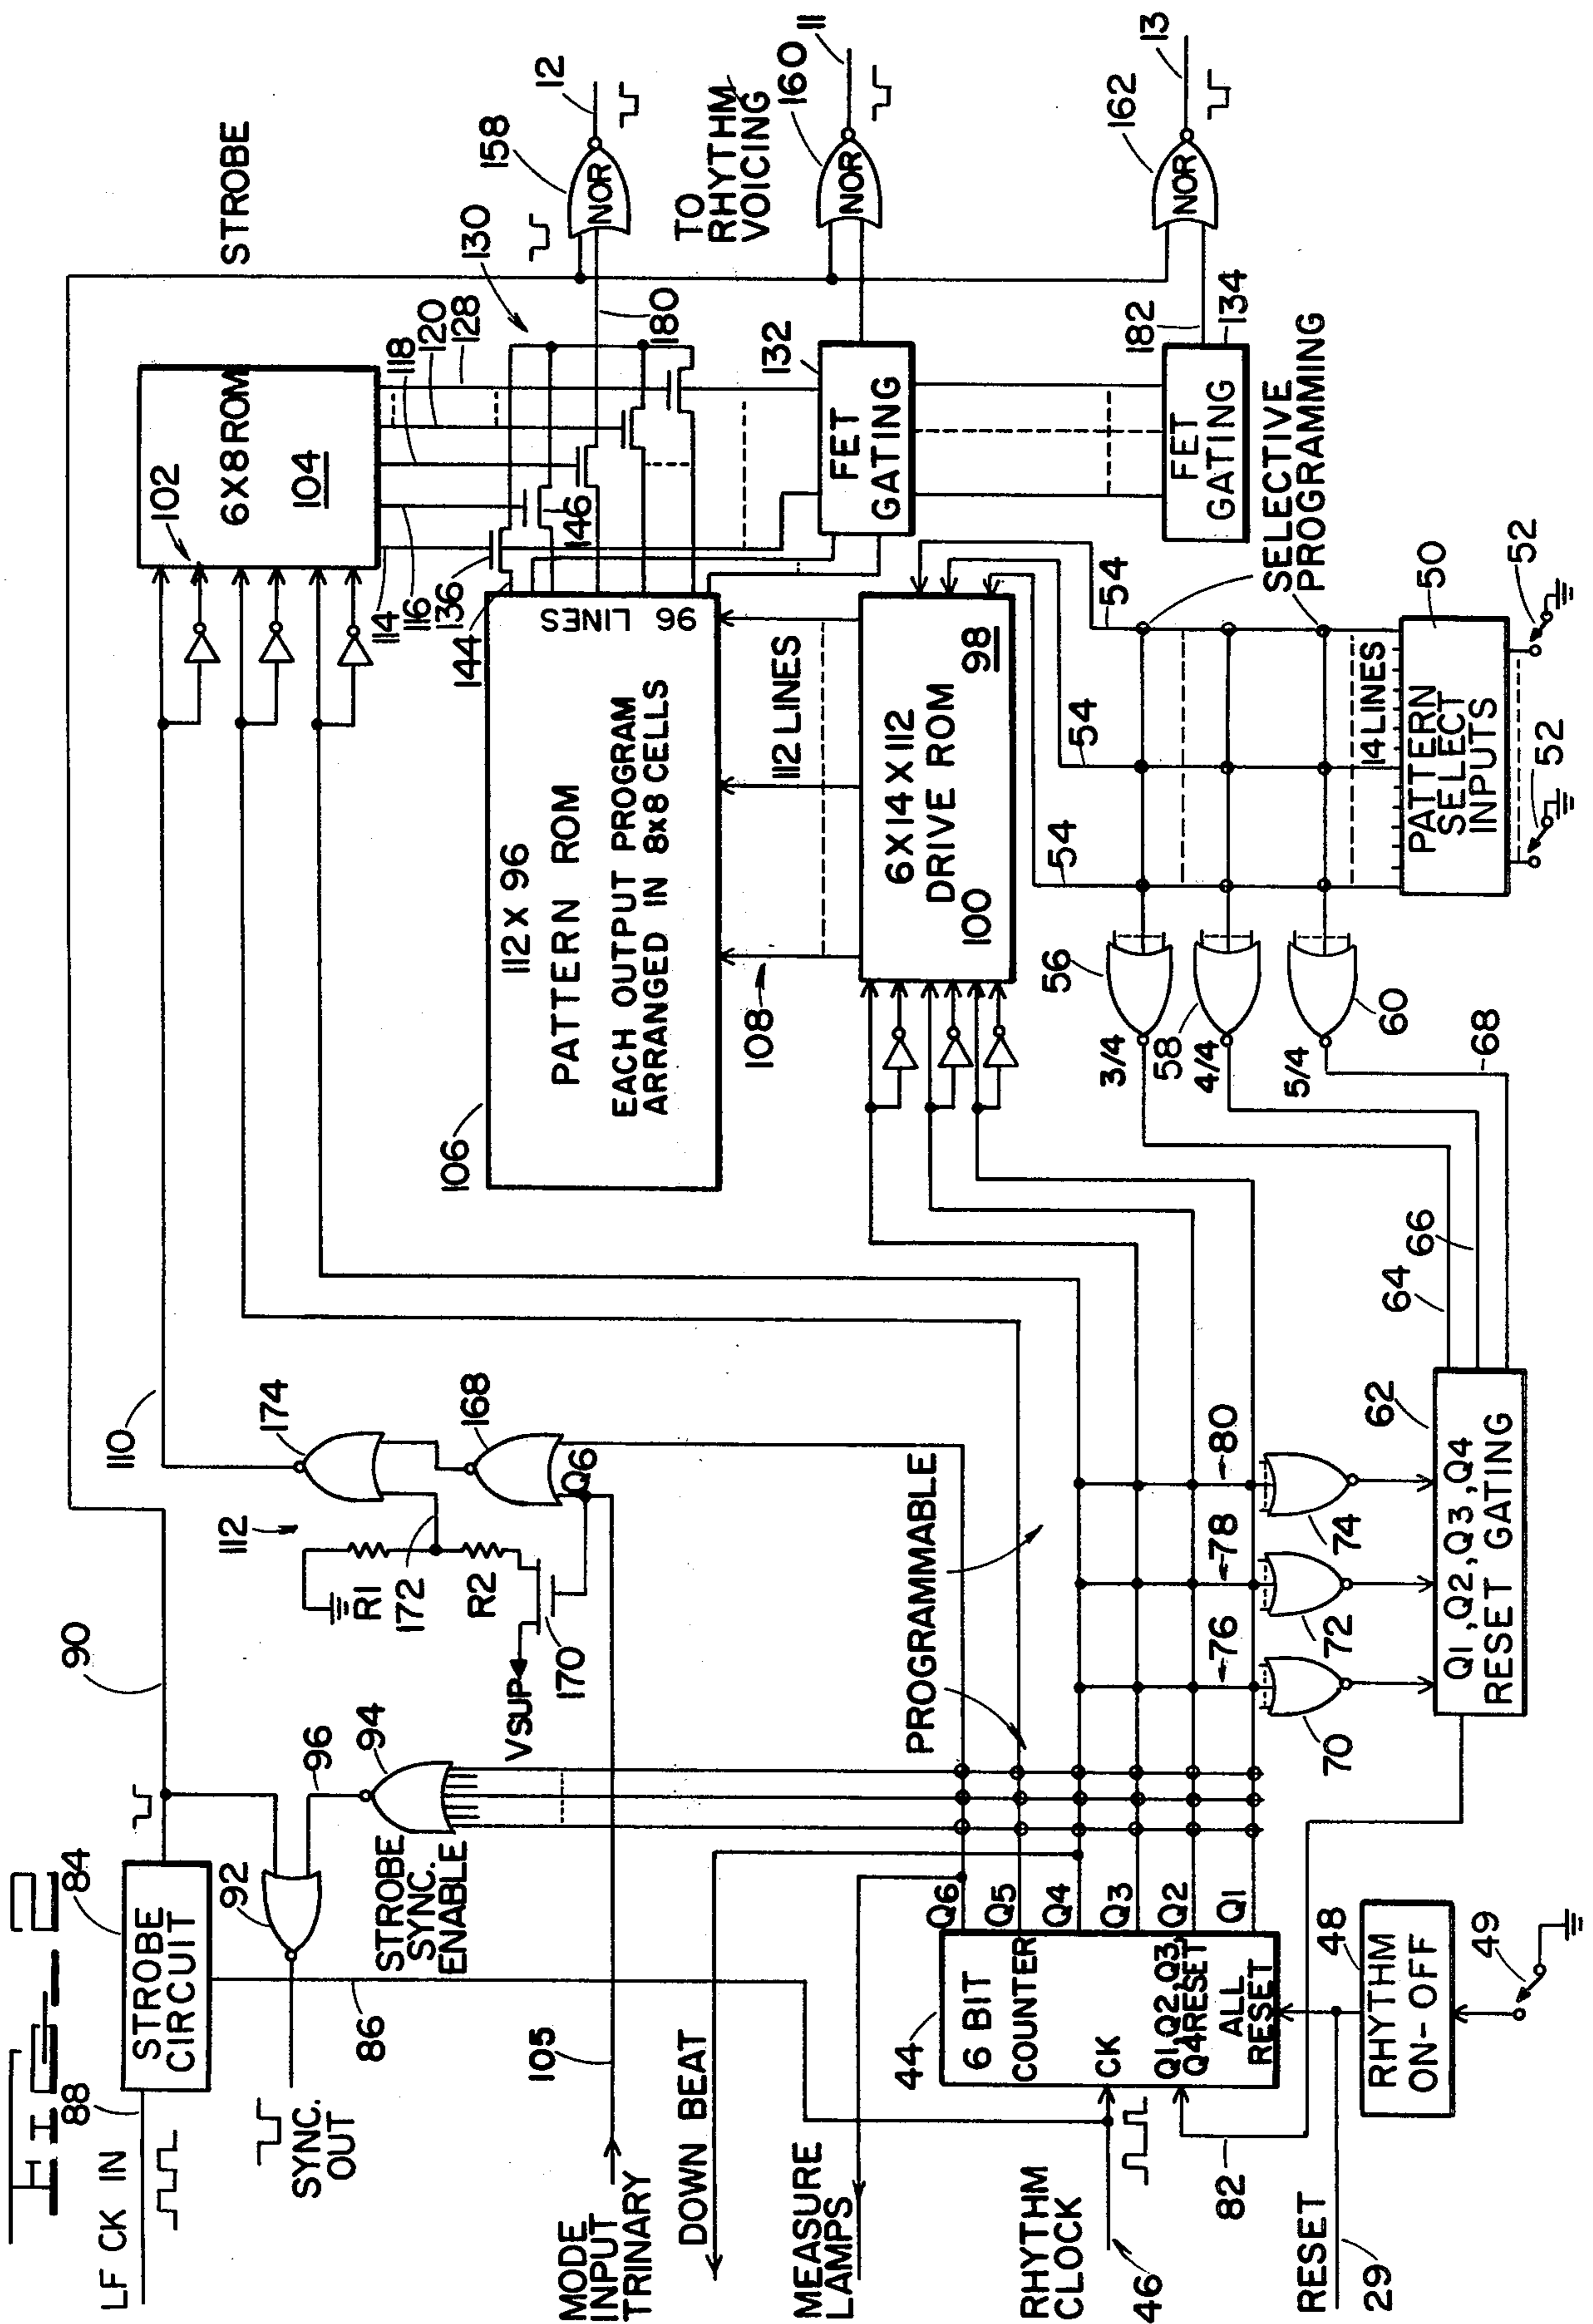 FIG. 2
LF CK IN
88
STROBE
CIRCUIT
84
90
86
92
SYNC.
OUT
96
94
STROBE
SYNC.
ENABLE
MODE
INPUT
TRINARY
105
DOWN BEAT
MEASURE
LAMPS
RHYTHM
CLOCK
46
RESET
29
82
44
6 BIT
COUNTER
CK
Q1,Q2,Q3,
Q4RESET
ALL
RESET
Q6
Q5
Q4
Q3
Q2
Q1
RHYTHM
ON-OFF
48
49
VSUP
170
R2
R1
172
112
168
Q6
174
110
PROGRAMMABLE
76
78
80
70
72
74
Q1,Q2,Q3,Q4
RESET GATING
62
64
66
68
106
112 X 96
PATTERN ROM
EACH OUTPUT PROGRAM
ARRANGED IN 8x8 CELLS
96
LINES
144
108
112 LINES
6 X 14 X 112
DRIVE ROM
98
100
56
58
60
3/4
4/4
5/4
54
54
54
14 LINES
PATTERN
SELECT
INPUTS
50
52
52
SELECTIVE
PROGRAMMING
STROBE
102
6X8 ROM
104
114
116
136
146
118
120
128
130
180
FET
GATING
132
FET
GATING
134
182
158
NOR
12
TO
RHYTHM
VOICING
160
NOR
11
162
NOR
13